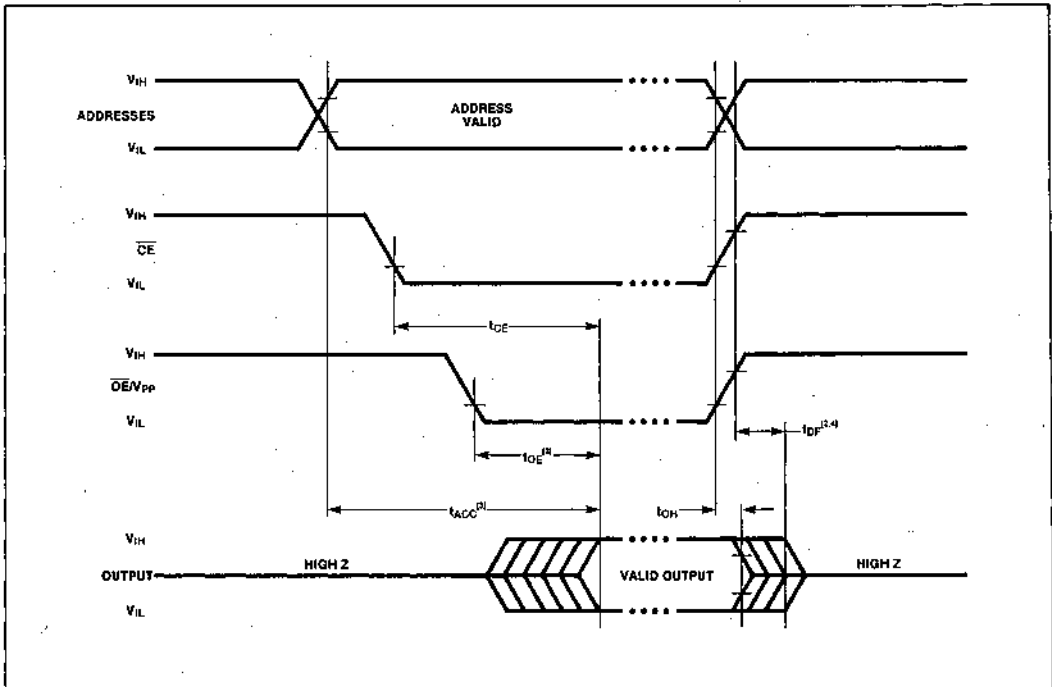 VIH
ADDRESSES
ADDRESS
VALID
VIL
VIH
CE
VIL
tCE
VIH
OE/VPP
VIL
tDF[2,4]
tOE[3]
tACC[3]
tOH
VIH
OUTPUT
HIGH Z
VALID OUTPUT
HIGH Z
VIL